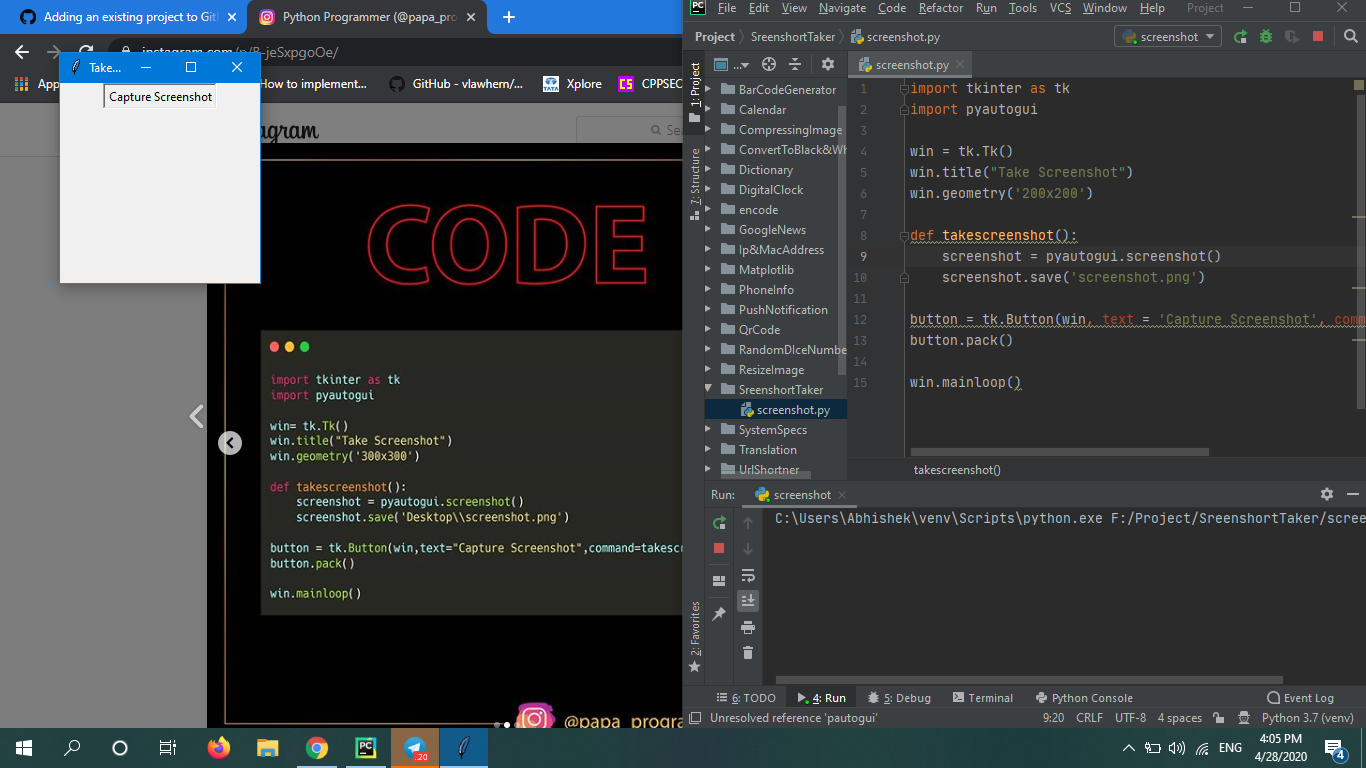 Adding an existing project to Git
Python Programmer (@papa_pro
instagram.com/p/B-jeSxpgoOe/
App
How to implement...
GitHub - vlawhern/...
Xplore
CPPSEC
Take...
Capture Screenshot
agram
Sea
CODE
import tkinter as tk
import pyautogui
win= tk.Tk()
win.title("Take Screenshot")
win.geometry('300x300')
def takescreenshot():
screenshot = pyautogui.screenshot()
screenshot.save('Desktop\\screenshot.png')
button = tk.Button(win,text="Capture Screenshot",command=takescr
button.pack()
win.mainloop()
@papa_progra
File Edit View Navigate Code Refactor Run Tools VCS Window Help Project
Project SreenshortTaker screenshot.py
screenshot
1: Project
7: Structure
2: Favorites
BarCodeGenerator
Calendar
CompressingImage
ConvertToBlack&Wh
Dictionary
DigitalClock
encode
GoogleNews
Ip&MacAddress
Matplotlib
PhoneInfo
PushNotification
QrCode
RandomDIceNumbe
ResizeImage
SreenshortTaker
screenshot.py
SystemSpecs
Translation
UrlShortner
screenshot.py
1 import tkinter as tk
2 import pyautogui
3
4 win = tk.Tk()
5 win.title("Take Screenshot")
6 win.geometry('200x200')
7
8 def takescreenshot():
9 screenshot = pyautogui.screenshot()
10 screenshot.save('screenshot.png')
11
12 button = tk.Button(win, text = 'Capture Screenshot', comm
13 button.pack()
14
15 win.mainloop()
takescreenshot()
Run: screenshot
C:\Users\Abhishek\venv\Scripts\python.exe F:/Project/SreenshortTaker/scree
6: TODO 4: Run 5: Debug Terminal Python Console Event Log
Unresolved reference 'pautogui' 9:20 CRLF UTF-8 4 spaces Python 3.7 (venv)
20
ENG
4:05 PM
4/28/2020
4